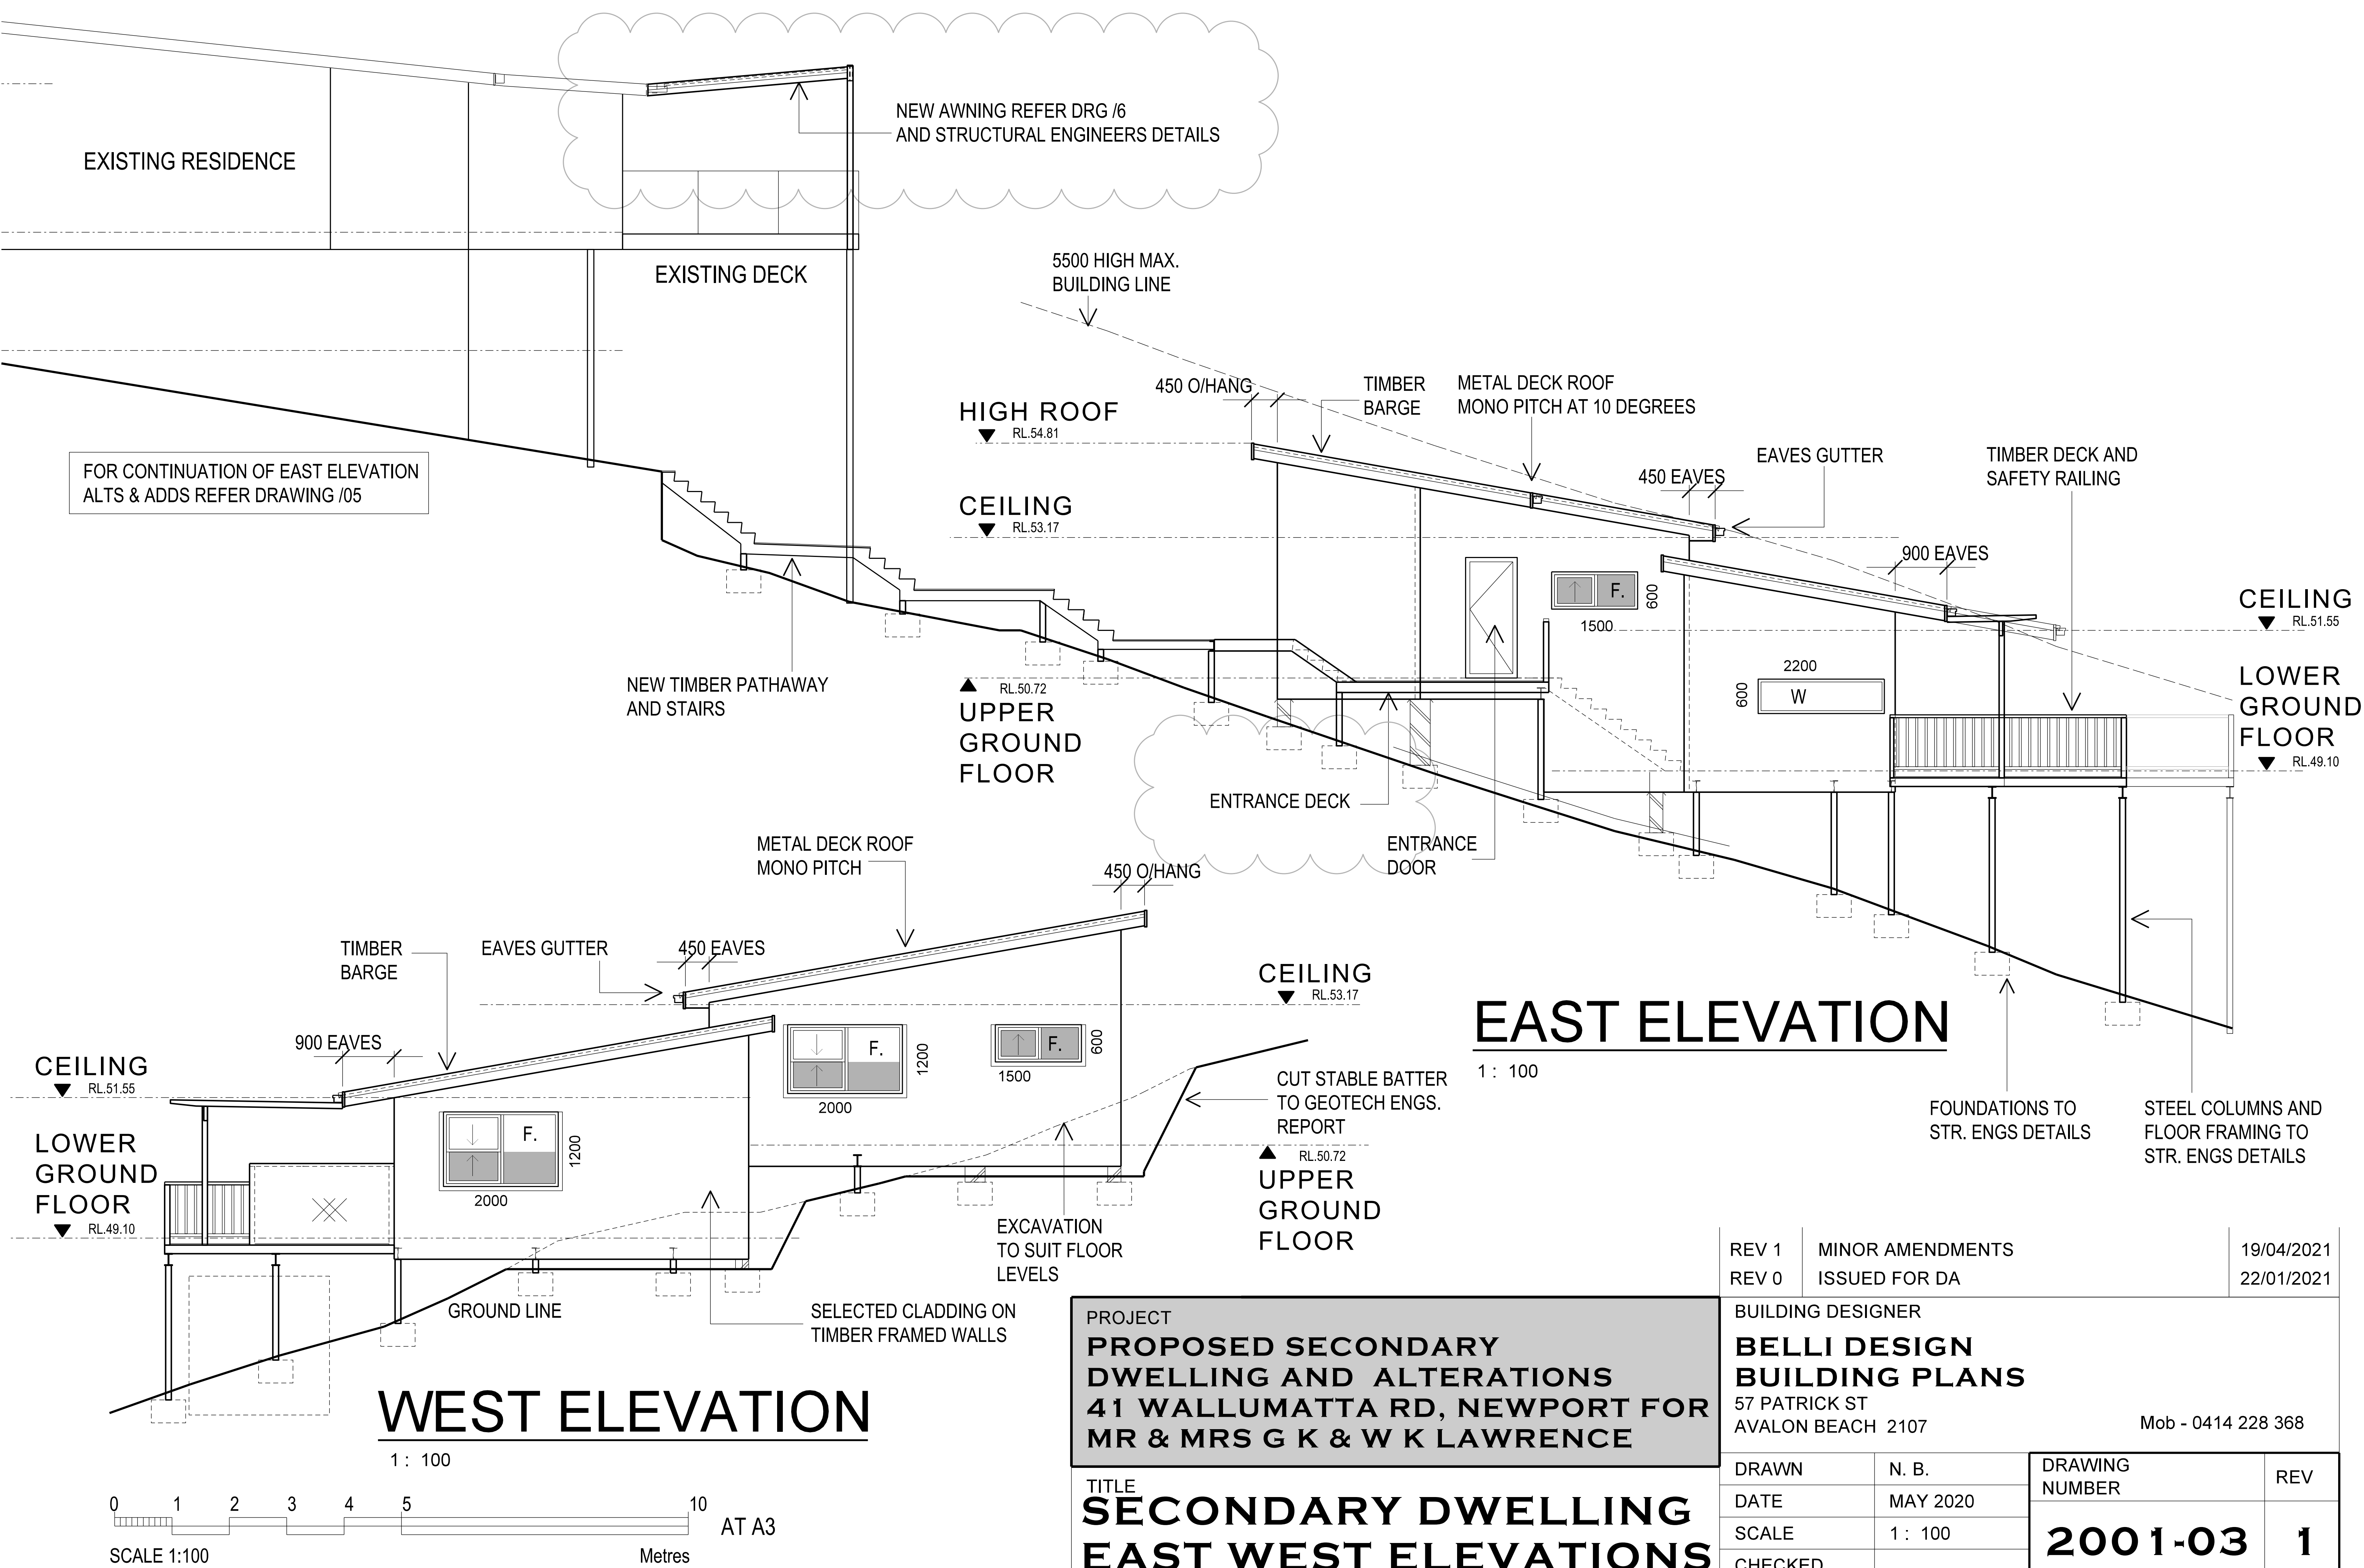 NEW AWNING REFER DRG /6
AND STRUCTURAL ENGINEERS DETAILS
EXISTING RESIDENCE
EXISTING DECK
5500 HIGH MAX.
BUILDING LINE
FOR CONTINUATION OF EAST ELEVATION
ALTS & ADDS REFER DRAWING /05
HIGH ROOF
RL.54.81
450 O/HANG
TIMBER
BARGE
METAL DECK ROOF
MONO PITCH AT 10 DEGREES
CEILING
RL.53.17
450 EAVES
EAVES GUTTER
TIMBER DECK AND
SAFETY RAILING
900 EAVES
F.
600
1500
CEILING
RL.51.55
2200
600
W
LOWER
GROUND
FLOOR
RL.49.10
NEW TIMBER PATHAWAY
AND STAIRS
RL.50.72
UPPER
GROUND
FLOOR
ENTRANCE DECK
ENTRANCE
DOOR
EAST ELEVATION
1 : 100
FOUNDATIONS TO
STR. ENGS DETAILS
STEEL COLUMNS AND
FLOOR FRAMING TO
STR. ENGS DETAILS
METAL DECK ROOF
MONO PITCH
450 O/HANG
TIMBER
BARGE
EAVES GUTTER
450 EAVES
CEILING
RL.53.17
900 EAVES
CEILING
RL.51.55
F.
1200
2000
F.
600
1500
F.
1200
2000
CUT STABLE BATTER
TO GEOTECH ENGS.
REPORT
LOWER
GROUND
FLOOR
RL.49.10
RL.50.72
UPPER
GROUND
FLOOR
EXCAVATION
TO SUIT FLOOR
LEVELS
GROUND LINE
SELECTED CLADDING ON
TIMBER FRAMED WALLS
WEST ELEVATION
1 : 100
0 1 2 3 4 5 10
AT A3
SCALE 1:100 Metres
REV 1 MINOR AMENDMENTS 19/04/2021
REV 0 ISSUED FOR DA 22/01/2021
PROJECT
PROPOSED SECONDARY
DWELLING AND ALTERATIONS
41 WALLUMATTA RD, NEWPORT FOR
MR & MRS G K & W K LAWRENCE
BUILDING DESIGNER
BELLI DESIGN
BUILDING PLANS
57 PATRICK ST
AVALON BEACH 2107
Mob - 0414 228 368
TITLE
SECONDARY DWELLING
EAST WEST ELEVATIONS
DRAWN N. B.
DATE MAY 2020
SCALE 1 : 100
CHECKED
DRAWING
NUMBER
2001-03
REV
1